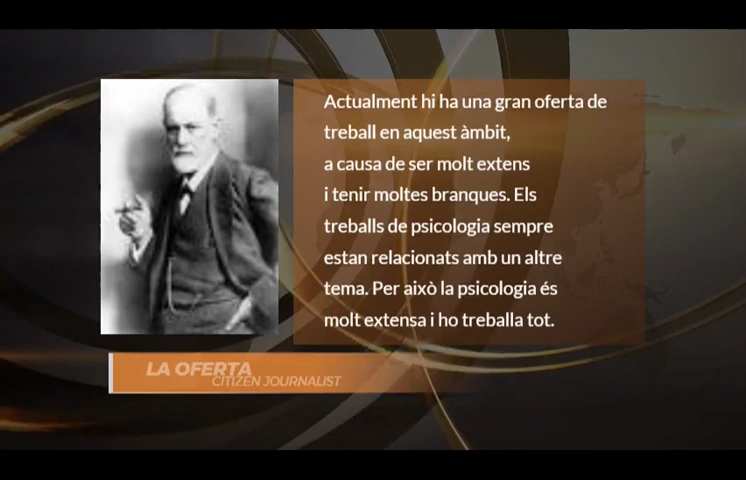 Actualment hi ha una gran oferta de
treball en aquest àmbit,
a causa de ser molt extens
i tenir moltes branques. Els
treballs de psicologia sempre
estan relacionats amb un altre
tema. Per això la psicologia és
molt extensa i ho treballa tot.
LA OFERTA
CITIZEN JOURNALIST